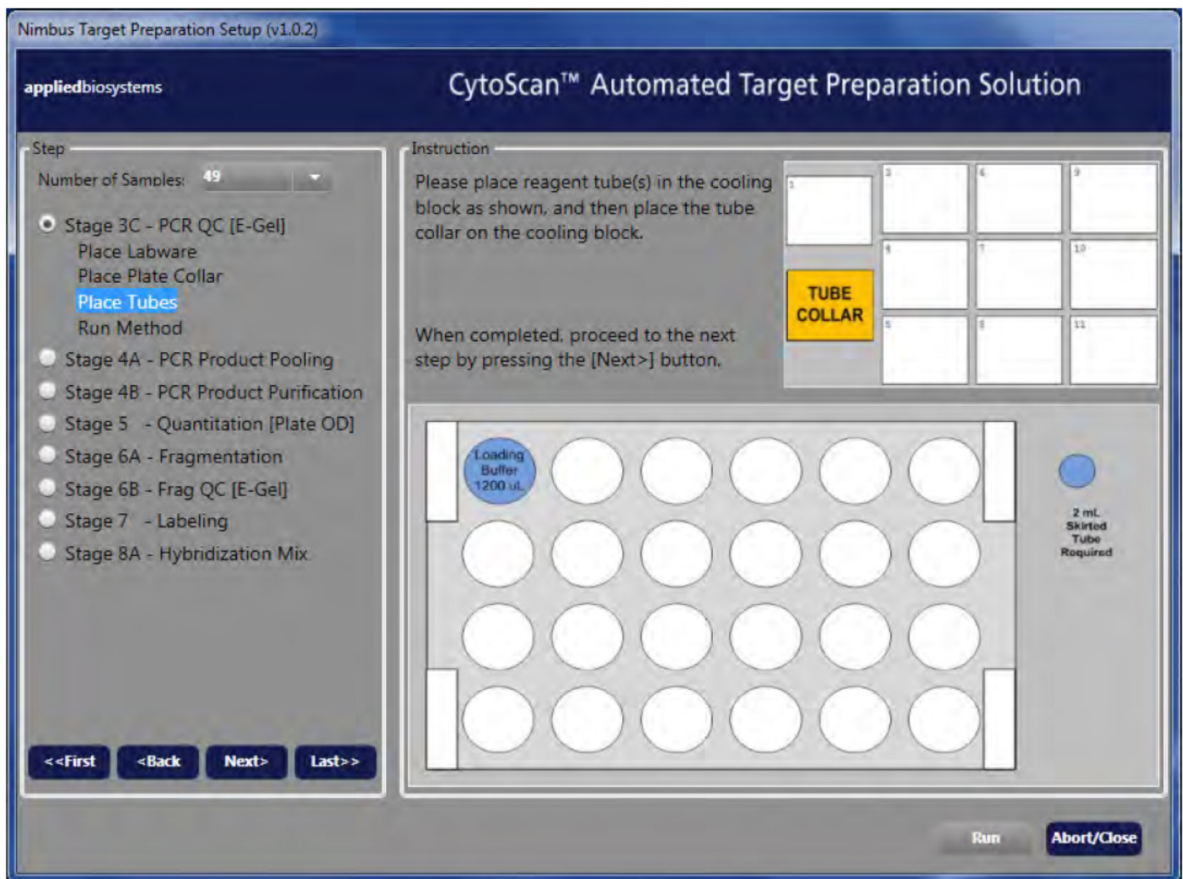 Nimbus Target Preparation Setup (v1.0.2)
appliedbiosystems
CytoScan™ Automated Target Preparation Solution
Step
Number of Samples: 49
Stage 3C - PCR QC [E-Gel]
Place Labware
Place Plate Collar
Place Tubes
Run Method
Stage 4A - PCR Product Pooling
Stage 4B - PCR Product Purification
Stage 5 - Quantitation [Plate OD]
Stage 6A - Fragmentation
Stage 6B - Frag QC [E-Gel]
Stage 7 - Labeling
Stage 8A - Hybridization Mix
<<First
<Back
Next>
Last>>
Instruction
Please place reagent tube(s) in the cooling
block as shown, and then place the tube
collar on the cooling block.
When completed, proceed to the next
step by pressing the [Next>] button.
1
3
6
9
TUBE
COLLAR
7
10
5
8
11
Loading
Buffer
1200 uL
2 mL
Skirted
Tube
Required
Run
Abort/Close